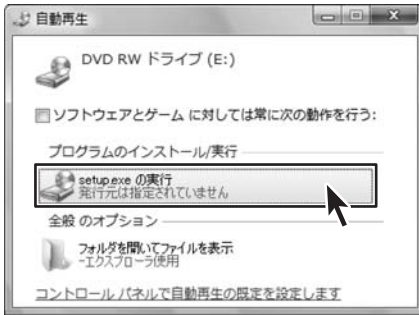 自動再生
DVD RW ドライブ (E:)
ソフトウェアとゲーム に対しては常に次の動作を行う:
プログラムのインストール/実行
setup.exe の実行
発行元は指定されていません
全般 のオプション
フォルダを開いてファイルを表示
-エクスプローラ使用
コントロール パネルで自動再生の既定を設定します